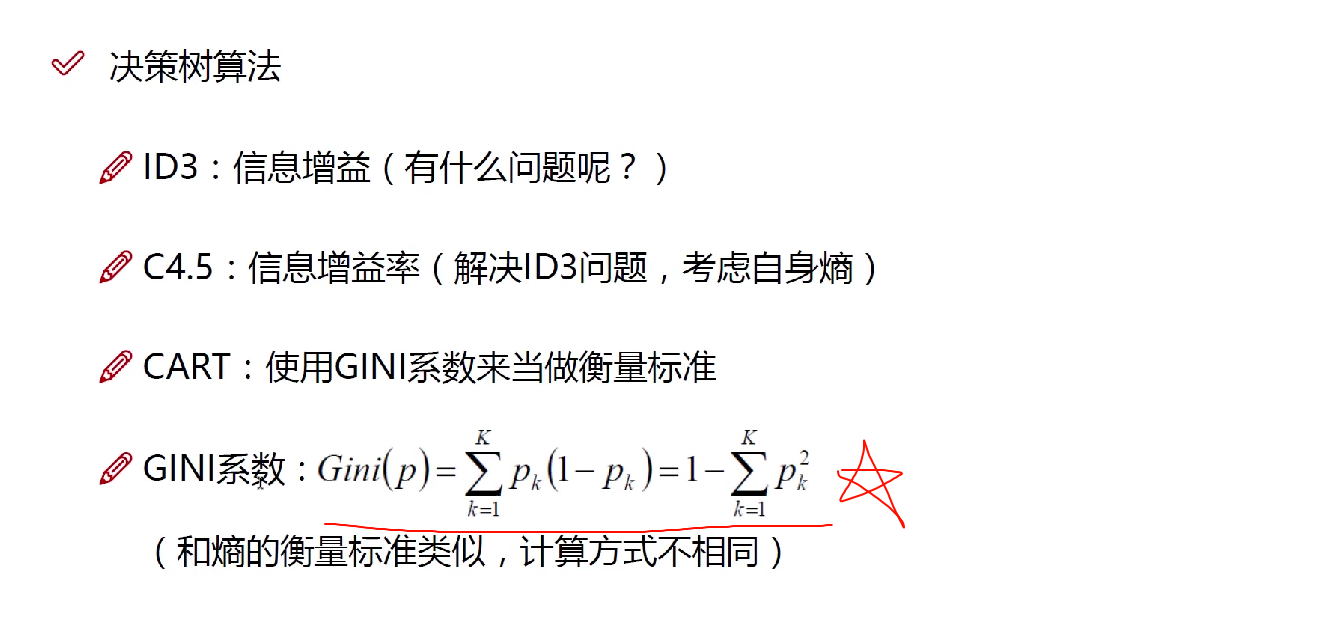 决策树算法
ID3：信息增益（有什么问题呢？）
C4.5：信息增益率（解决ID3问题，考虑自身熵）
CART：使用GINI系数来当做衡量标准
GINI系数：Gini(p)=∑_{k=1}^{K} p_k(1-p_k)=1-∑_{k=1}^{K} p_k^2
（和熵的衡量标准类似，计算方式不相同）